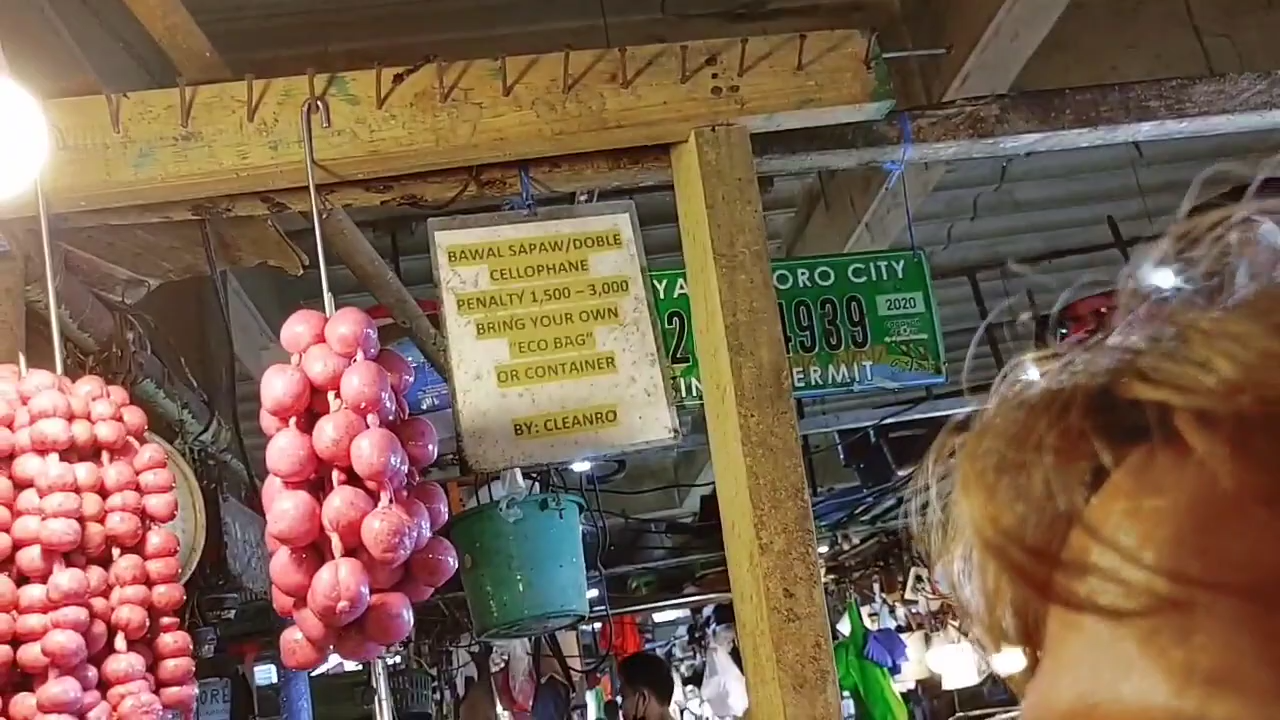 BAWAL SAPAW/DOBLE
CELLOPHANE
PENALTY 1,500 – 3,000
BRING YOUR OWN
"ECO BAG"
OR CONTAINER
BY: CLEANRO
ORO CITY
4939
2020
ERMIT